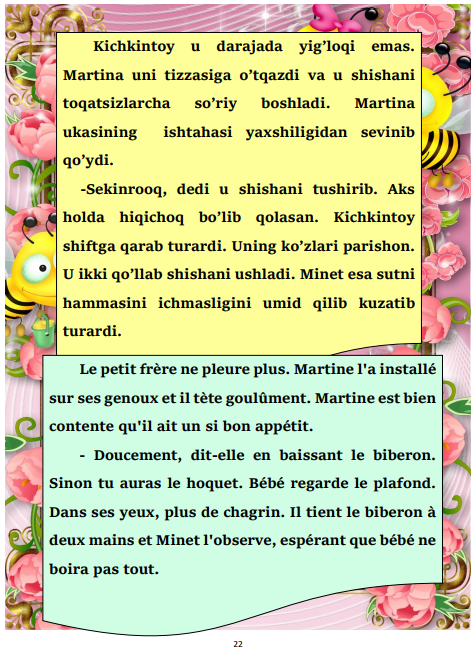 Kichkintoy u darajada yig’loqi emas.
Martina uni tizzasiga o’tqazdi va u shishani
toqatsizlarcha so’riy boshladi. Martina
ukasining ishtahasi yaxshiligidan sevinib
qo’ydi.
-Sekinrooq, dedi u shishani tushirib. Aks
holda hiqichoq bo’lib qolasan. Kichkintoy
shiftga qarab turardi. Uning ko’zlari parishon.
U ikki qo’llab shishani ushladi. Minet esa sutni
hammasini ichmasligini umid qilib kuzatib
turardi.
Le petit frère ne pleure plus. Martine l'a installé
sur ses genoux et il tète goulûment. Martine est bien
contente qu'il ait un si bon appétit.
- Doucement, dit-elle en baissant le biberon.
Sinon tu auras le hoquet. Bébé regarde le plafond.
Dans ses yeux, plus de chagrin. Il tient le biberon à
deux mains et Minet l'observe, espérant que bébé ne
boira pas tout.
22